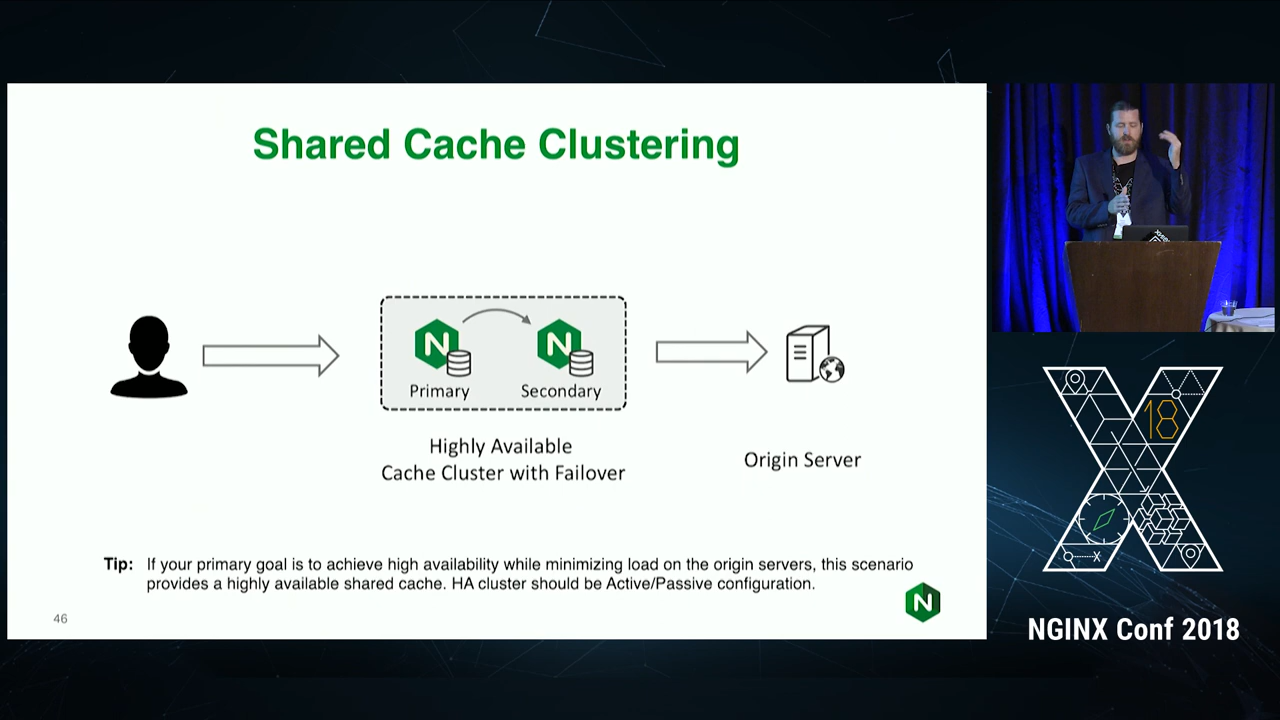 Shared Cache Clustering
N
N
Primary
Secondary
Highly Available
Cache Cluster with Failover
Origin Server
Tip: If your primary goal is to achieve high availability while minimizing load on the origin servers, this scenario
provides a highly available shared cache. HA cluster should be Active/Passive configuration.
46
N
18
NGINX Conf 2018